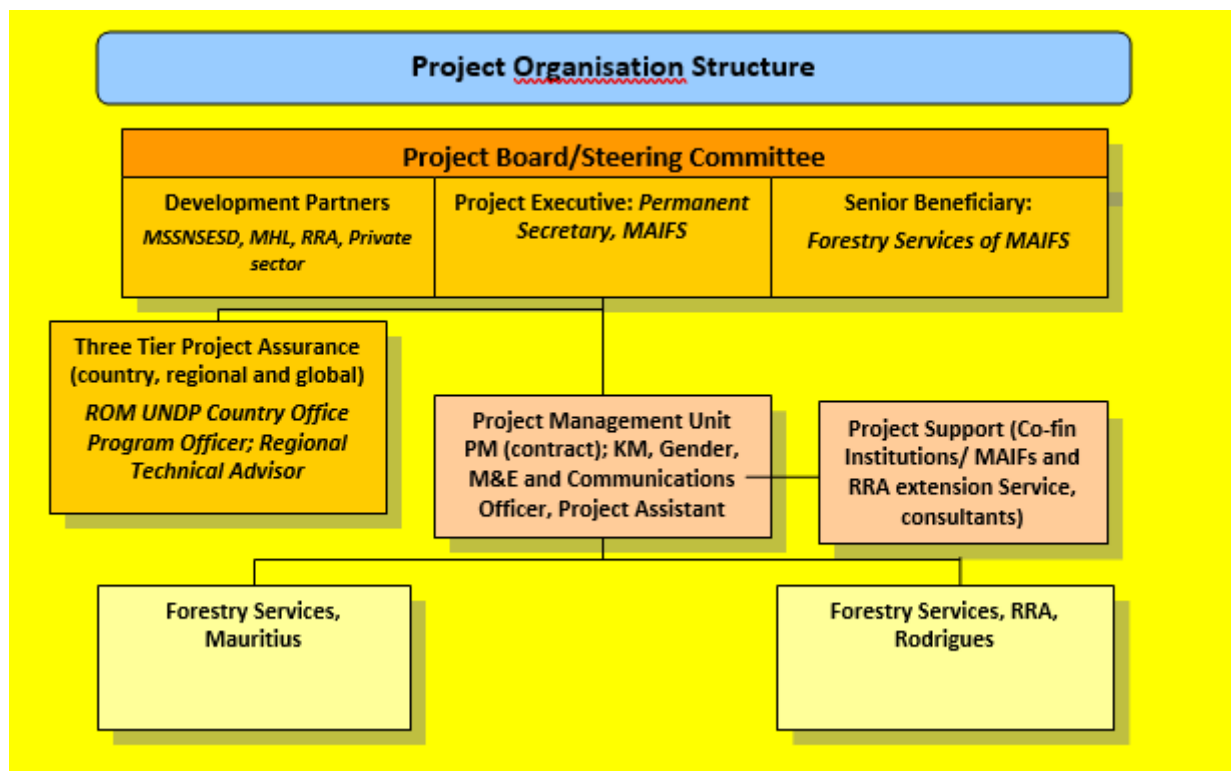 Project Organisation Structure
Project Board/Steering Committee
Development Partners
MSSNSESD, MHL, RRA, Private
sector
Project Executive: Permanent
Secretary, MAIFS
Senior Beneficiary:
Forestry Services of MAIFS
Three Tier Project Assurance
(country, regional and global)
ROM UNDP Country Office
Program Officer; Regional
Technical Advisor
Project Management Unit
PM (contract); KM, Gender,
M&E and Communications
Officer, Project Assistant
Project Support (Co-fin
Institutions/ MAIFs and
RRA extension Service,
consultants)
Forestry Services,
Mauritius
Forestry Services, RRA,
Rodrigues